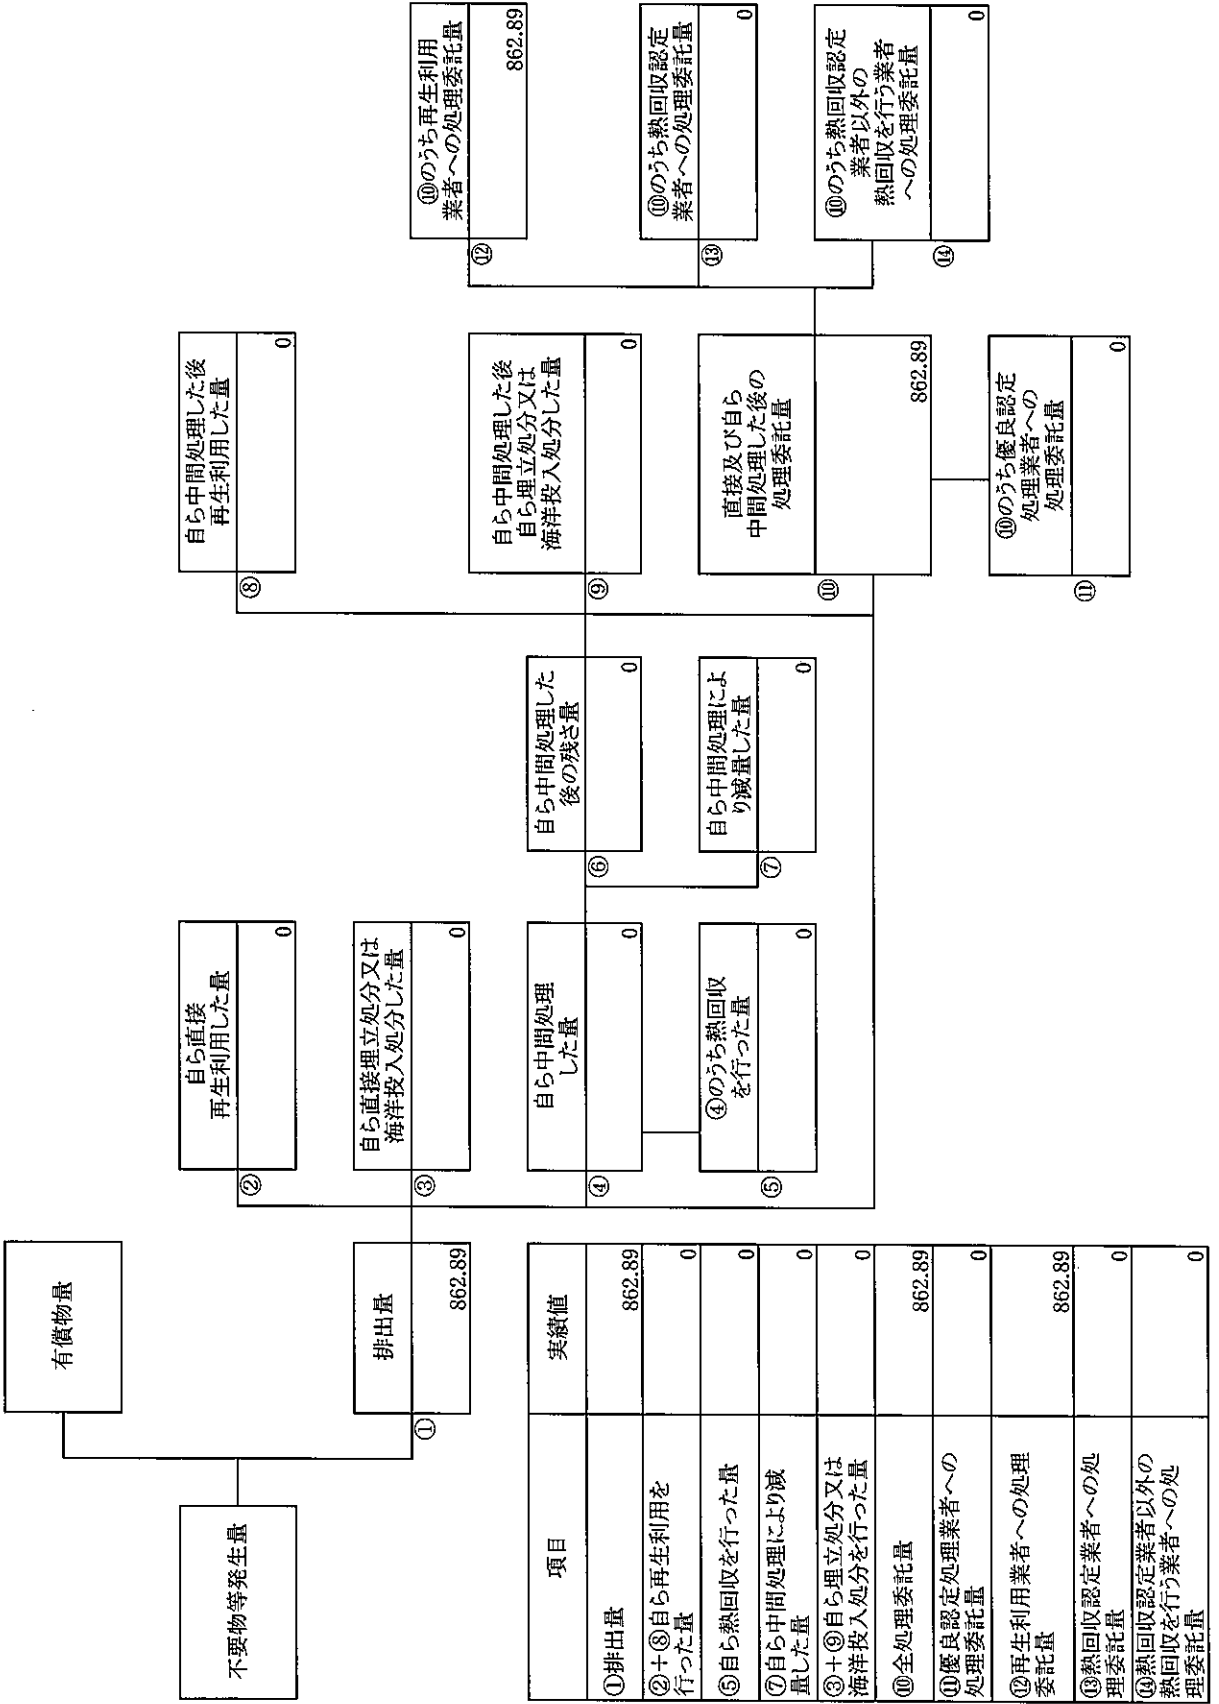 有償物量
不要物等発生量
排出量
①
862.89
自ら直接
再生利用した量
②
0
自ら直接埋立処分又は
海洋投入処分した量
③
0
自ら中間処理
した量
④
0
④のうち熱回収
を行った量
⑤
0
自ら中間処理した
後の残さ量
⑥
0
自ら中間処理によ
り減量した量
⑦
0
自ら中間処理した後
再生利用した量
⑧
0
自ら中間処理した後
自ら埋立処分又は
海洋投入処分した量
⑨
0
直接及び自ら
中間処理した後の
処理委託量
⑩
862.89
⑩のうち優良認定
処理業者への
処理委託量
⑪
0
⑩のうち再生利用
業者への処理委託量
⑫
862.89
⑩のうち熱回収認定
業者への処理委託量
⑬
0
⑩のうち熱回収認定
業者以外の
熱回収を行う業者
への処理委託量
⑭
0
項目 実績値
①排出量 862.89
②+⑧自ら再生利用を
行った量 0
⑤自ら熱回収を行った量 0
⑦自ら中間処理により減
量した量 0
③+⑨自ら埋立処分又は
海洋投入処分を行った量 0
⑩全処理委託量 862.89
⑪優良認定処理業者への
処理委託量 0
⑫再生利用業者への処理
委託量 862.89
⑬熱回収認定業者への処
理委託量 0
⑭熱回収認定業者以外の
熱回収を行う業者への処
理委託量 0